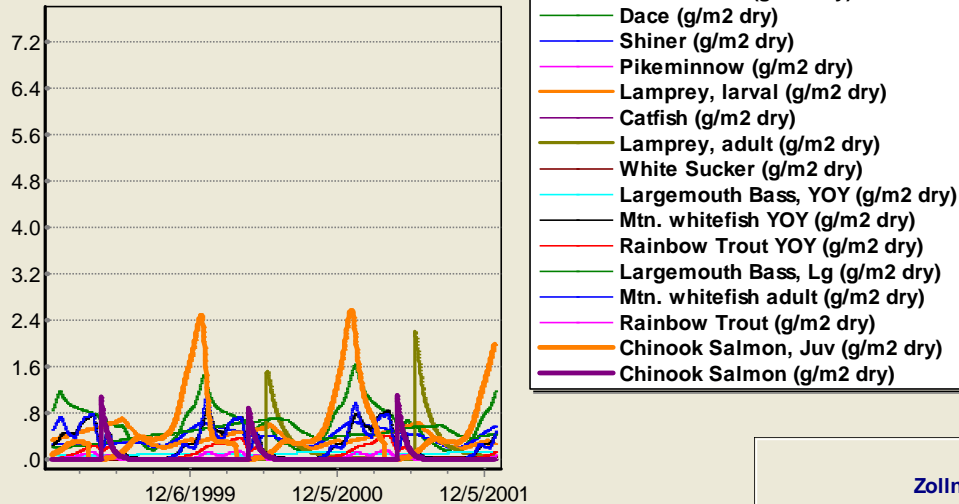 7.2
6.4
5.6
4.8
4.0
3.2
2.4
1.6
.8
.0
12/6/1999
12/5/2000
12/5/2001
Dace (g/m2 dry)
Shiner (g/m2 dry)
Pikeminnow (g/m2 dry)
Lamprey, larval (g/m2 dry)
Catfish (g/m2 dry)
Lamprey, adult (g/m2 dry)
White Sucker (g/m2 dry)
Largemouth Bass, YOY (g/m2 dry)
Mtn. whitefish YOY (g/m2 dry)
Rainbow Trout YOY (g/m2 dry)
Largemouth Bass, Lg (g/m2 dry)
Mtn. whitefish adult (g/m2 dry)
Rainbow Trout (g/m2 dry)
Chinook Salmon, Juv (g/m2 dry)
Chinook Salmon (g/m2 dry)